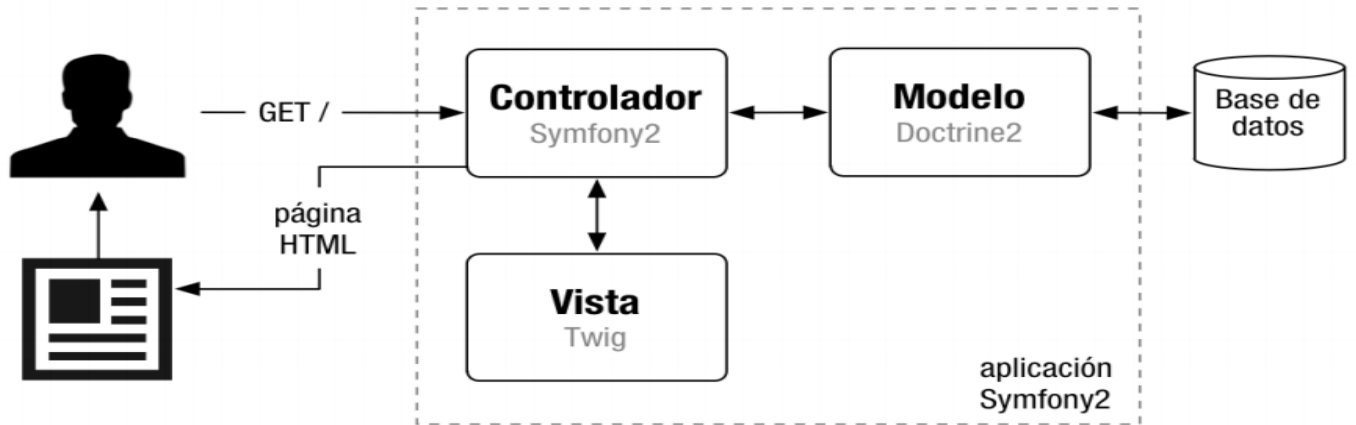 GET /
Controlador
Symfony2
Modelo
Doctrine2
Base de
datos
página
HTML
Vista
Twig
aplicación
Symfony2